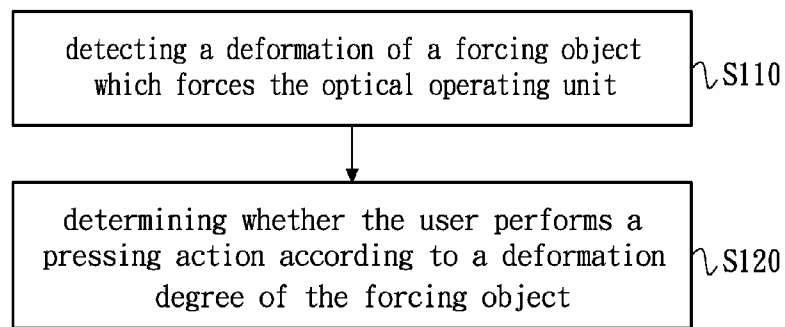 detecting a deformation of a forcing object
which forces the optical operating unit
S110
determining whether the user performs a
pressing action according to a deformation
degree of the forcing object
S120